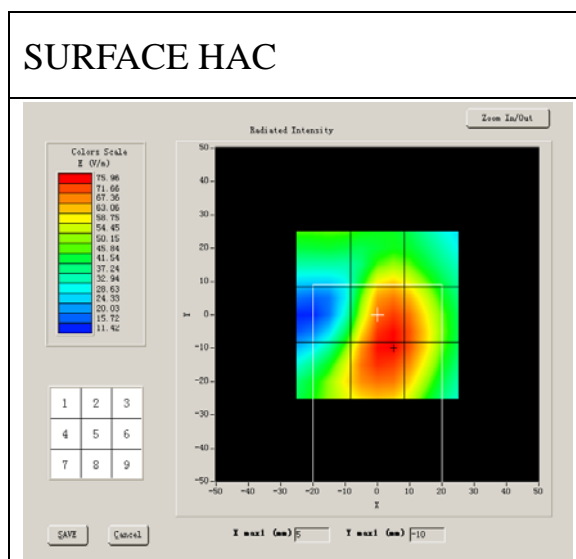 SURFACE HAC
Zoom In/Out
Radiated Intensity
Colors Scale
E (V/m)
75.96
71.66
67.36
63.06
58.75
54.45
50.15
45.84
41.54
37.24
32.94
28.63
24.33
20.03
15.72
11.42
50
40
30
20
10
0
-10
-20
-30
-40
-50
Y
-50 -40 -30 -20 -10 0 10 20 30 40 50
X
1 2 3
4 5 6
7 8 9
SAVE Cancel
X max1 (mm) 5 Y max1 (mm) -10